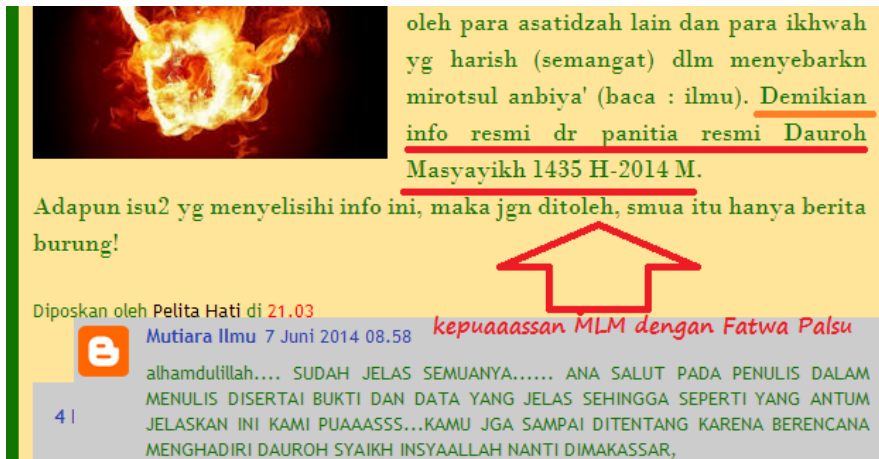 oleh para asatidzah lain dan para ikhwah
yg harish (semangat) dlm menyebarkn
mirotsul anbiya' (baca : ilmu). Demikian
info resmi dr panitia resmi Dauroh
Masyayikh 1435 H-2014 M.
Adapun isu2 yg menyelisihi info ini, maka jgn ditoleh, smua itu hanya berita
burung!
Diposkan oleh Pelita Hati di 21.03
kepuaaassan MLM dengan Fatwa Palsu
Mutiara Ilmu 7 Juni 2014 08.58
alhamdulillah.... SUDAH JELAS SEMUANYA...... ANA SALUT PADA PENULIS DALAM
MENULIS DISERTAI BUKTI DAN DATA YANG JELAS SEHINGGA SEPERTI YANG ANTUM
JELASKAN INI KAMI PUAAASSS...KAMU JGA SAMPAI DITENTANG KARENA BERENCANA
MENGHADIRI DAUROH SYAIKH INSYAALLAH NANTI DIMAKASSAR,
4